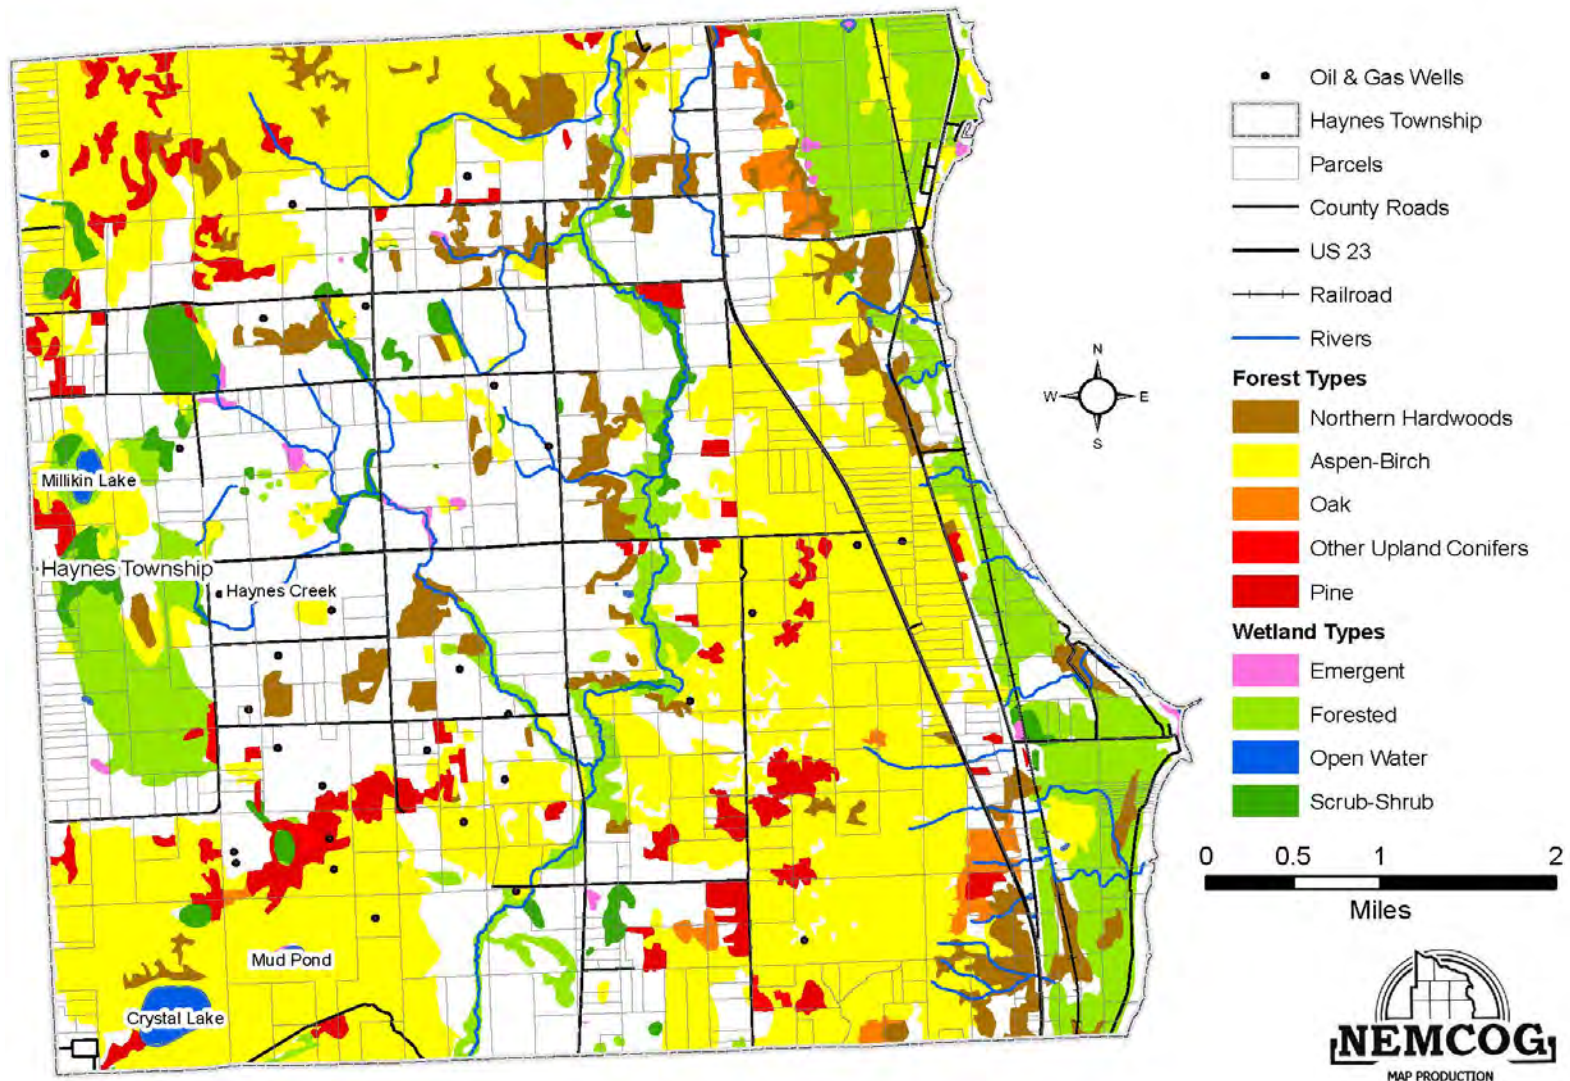 Oil & Gas Wells
Haynes Township
Parcels
County Roads
US 23
Railroad
Rivers
Forest Types
Northern Hardwoods
Aspen-Birch
Oak
Other Upland Conifers
Pine
Wetland Types
Emergent
Forested
Open Water
Scrub-Shrub
N
W E
S
Millikin Lake
Haynes Township
Haynes Creek
Mud Pond
Crystal Lake
0 0.5 1 2
Miles
NEMCOG
MAP PRODUCTION